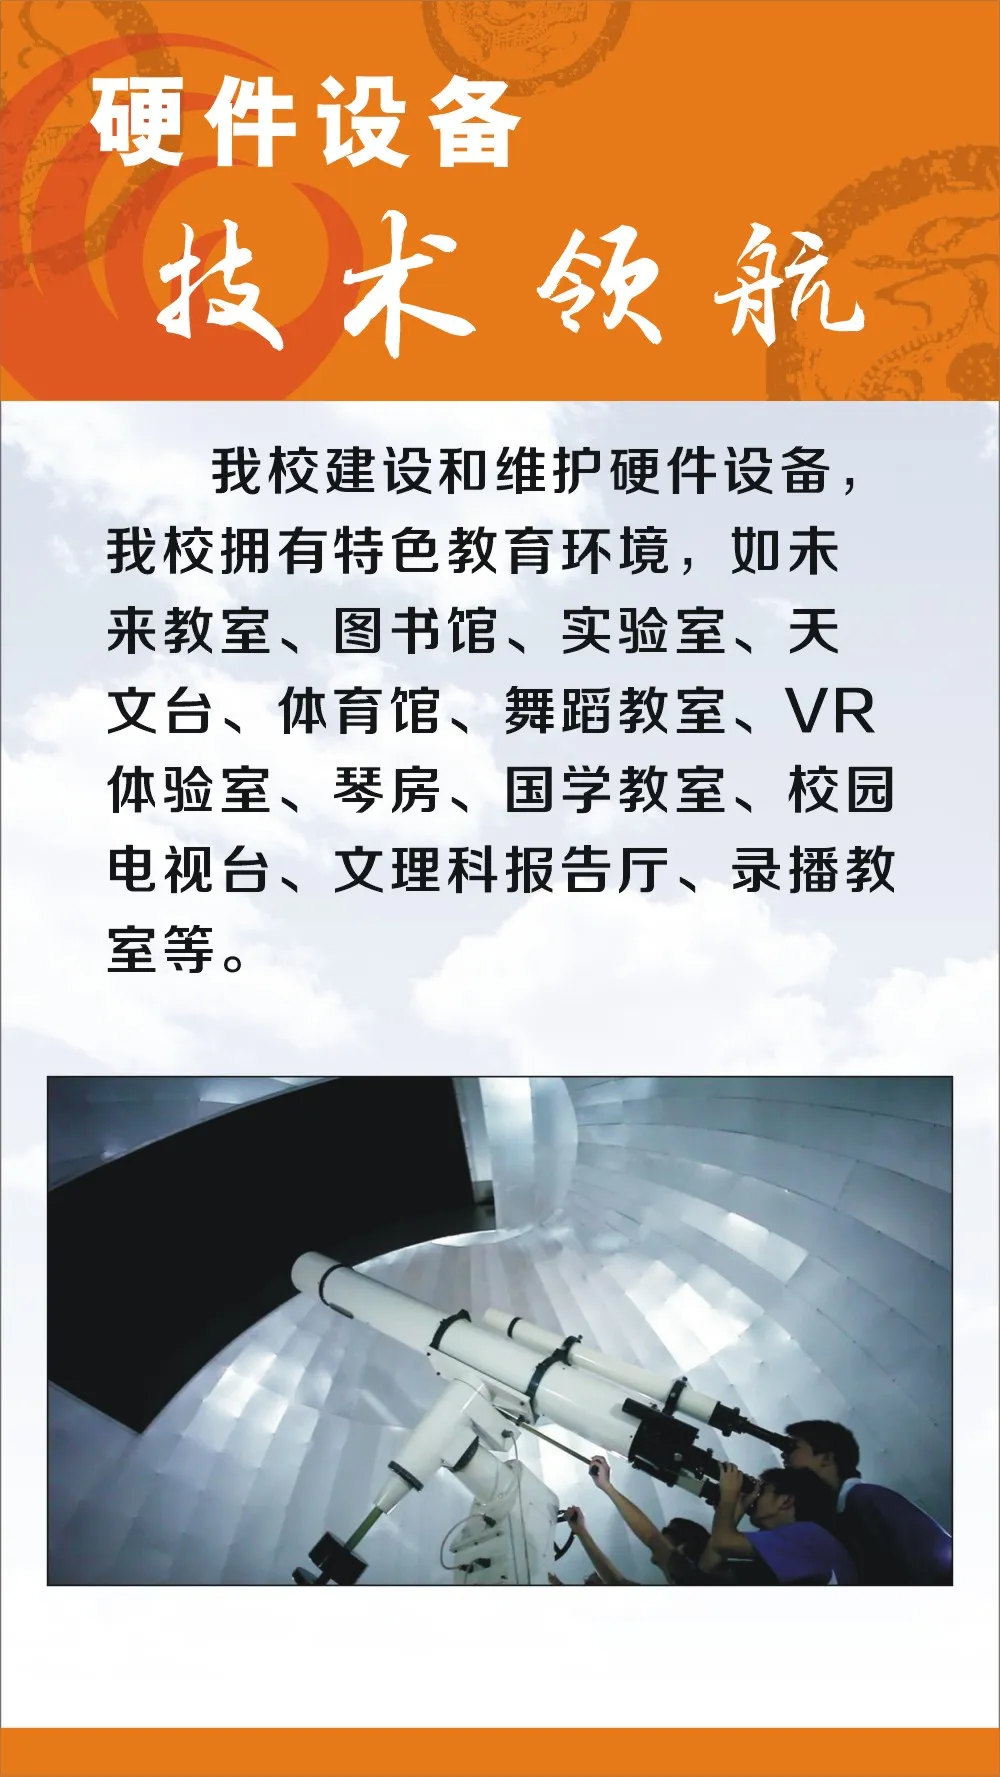 硬件设备
技术领航
我校建设和维护硬件设备，
我校拥有特色教育环境，如未
来教室、图书馆、实验室、天
文台、体育馆、舞蹈教室、VR
体验室、琴房、国学教室、校园
电视台、文理科报告厅、录播教
室等。